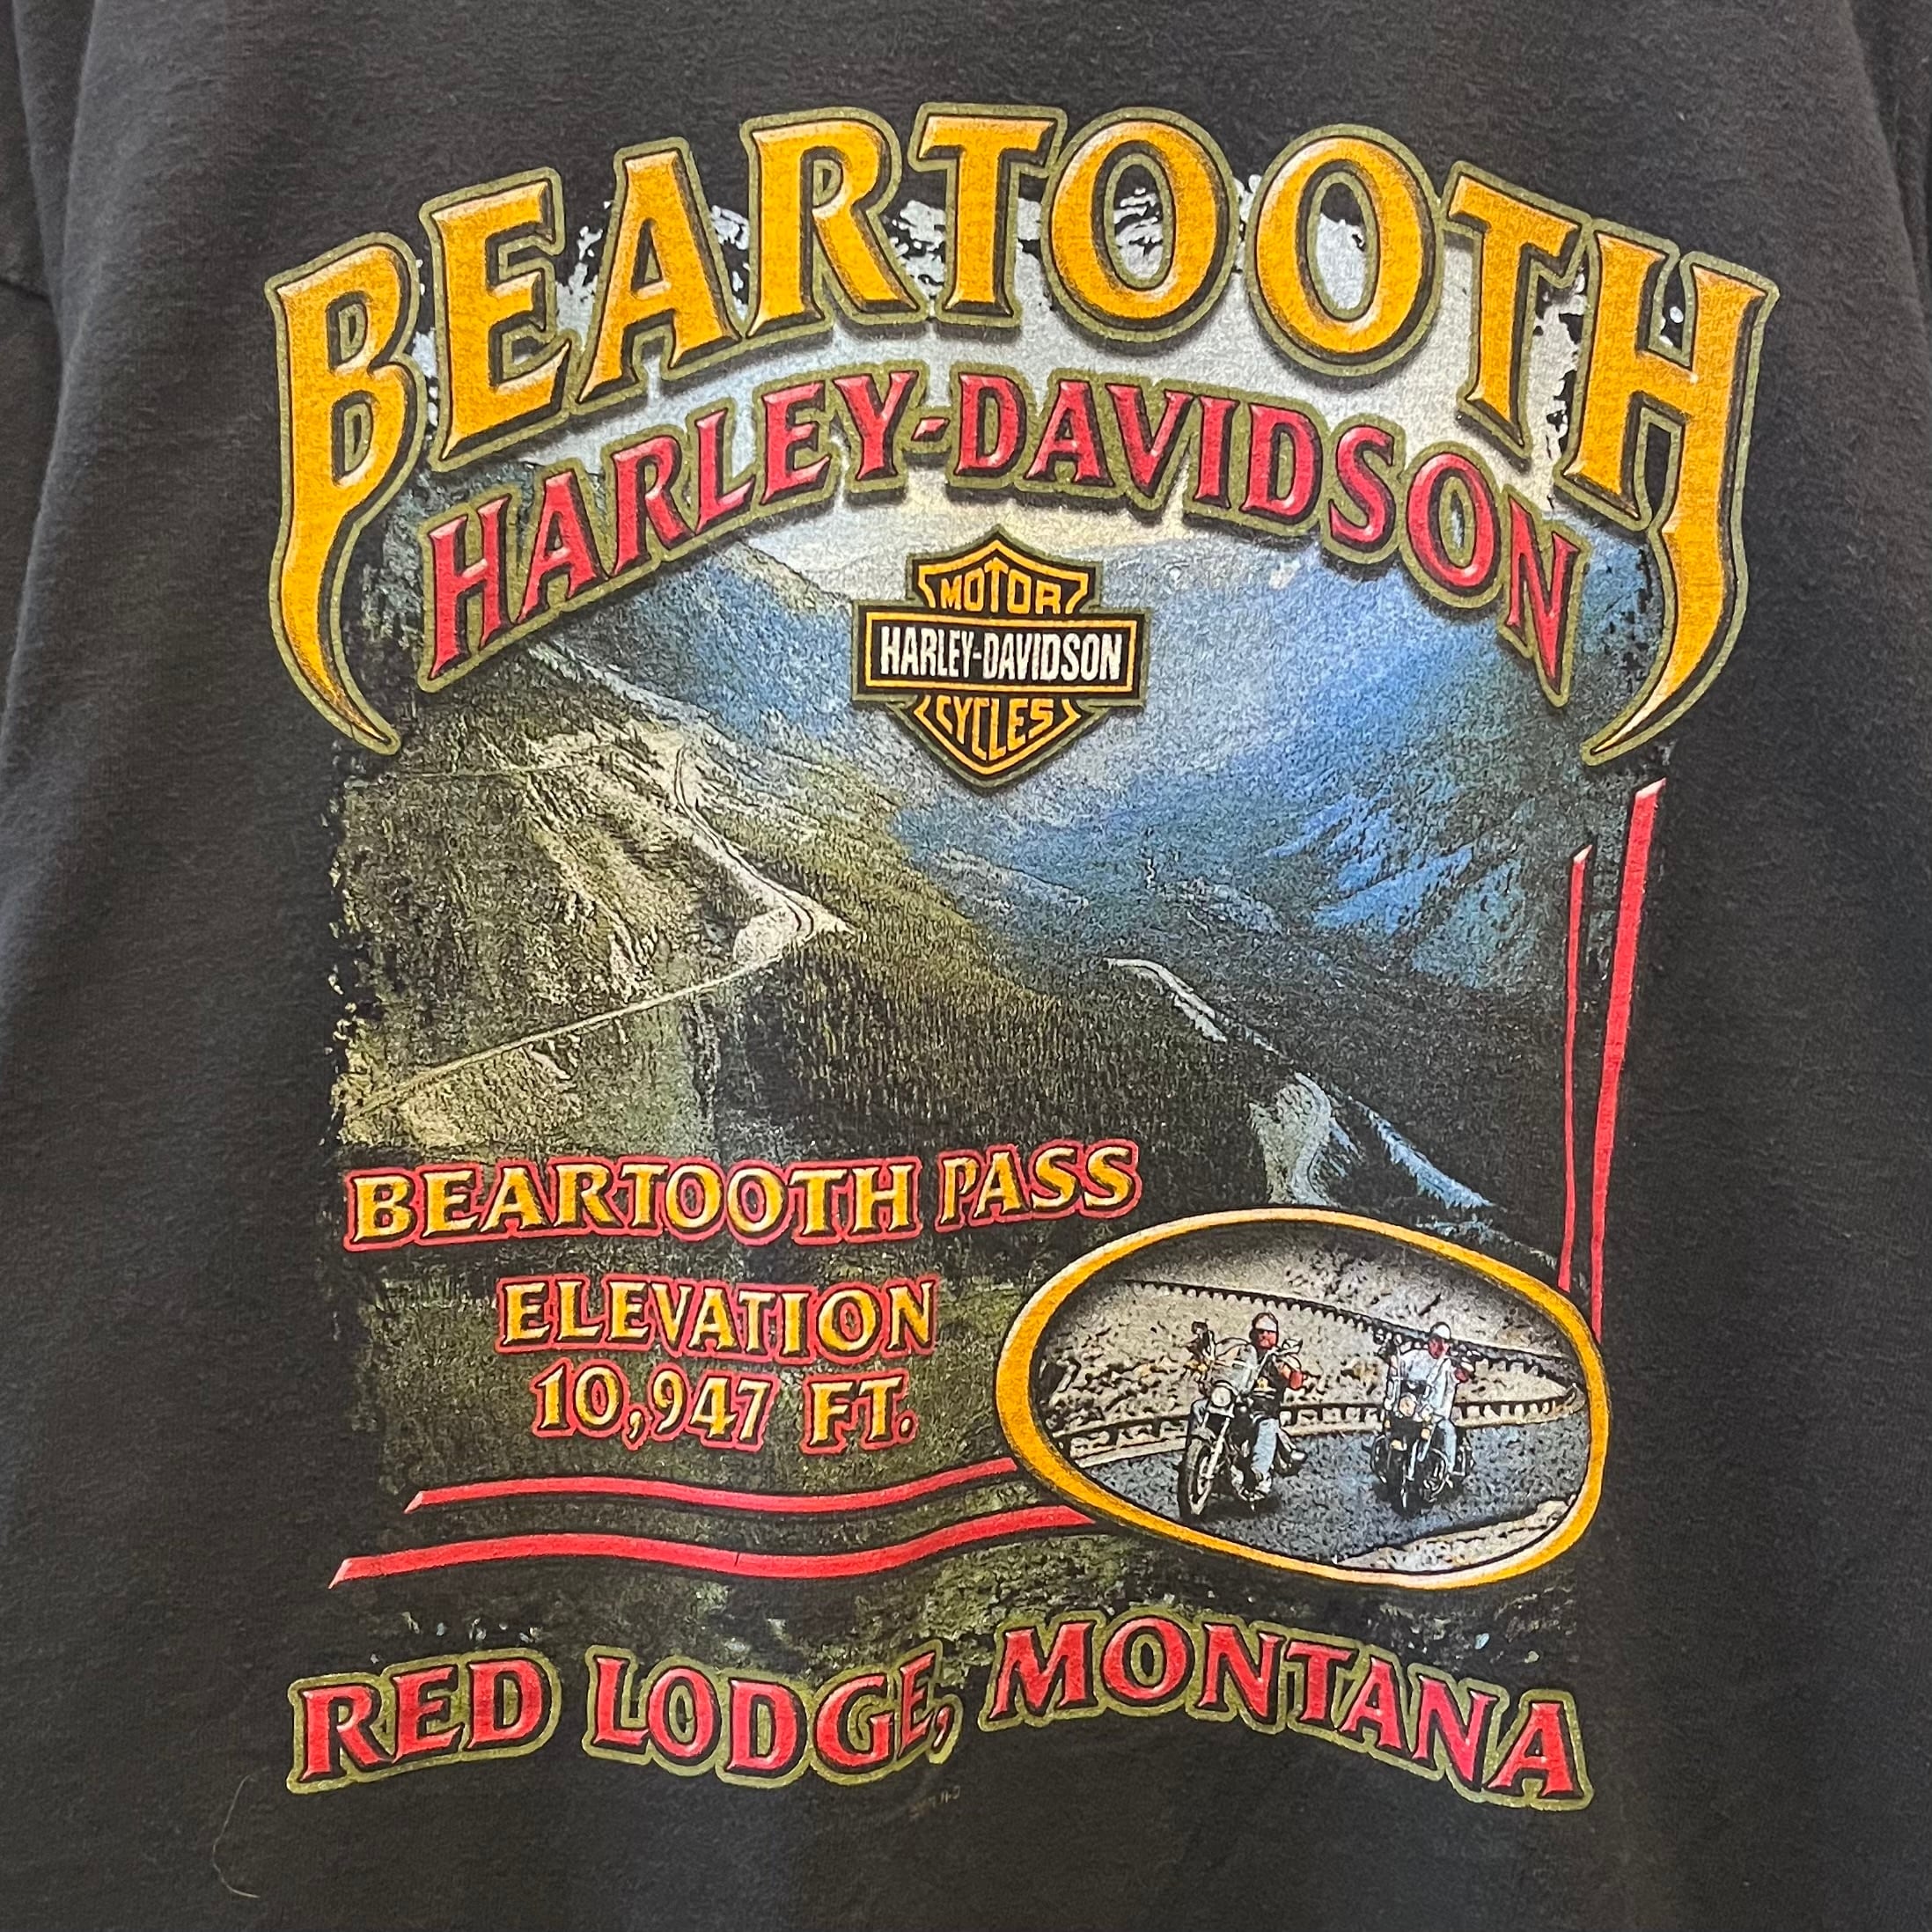 BEARTOOTH
HARLEY-DAVIDSON
MOTOR
HARLEY-DAVIDSON
CYCLES
BEARTOOTH PASS
ELEVATION
10,947 FT.
RED LODGE, MONTANA